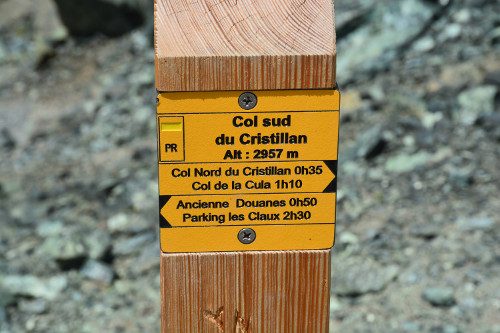 Col sud
du Cristillan
Alt : 2957 m
PR
Col Nord du Cristillan 0h35
Col de la Cula 1h10
Ancienne Douanes 0h50
Parking les Claux 2h30